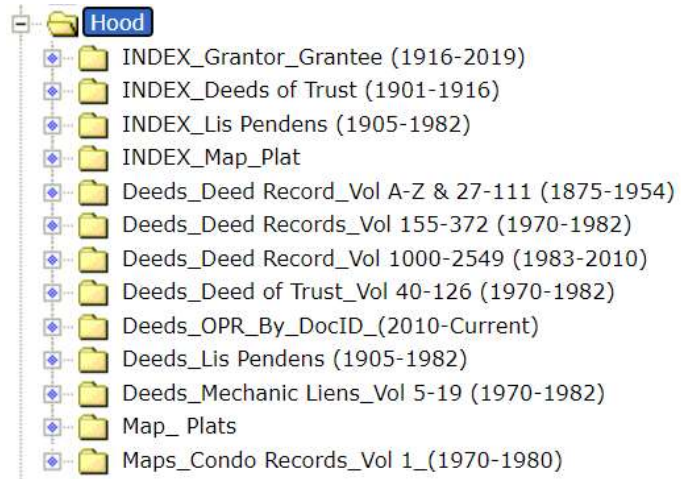 Hood
INDEX_Grantor_Grantee (1916-2019)
INDEX_Deeds of Trust (1901-1916)
INDEX_Lis Pendens (1905-1982)
INDEX_Map_Plat
Deeds_Deed Record_Vol A-Z & 27-111 (1875-1954)
Deeds_Deed Records_Vol 155-372 (1970-1982)
Deeds_Deed Record_Vol 1000-2549 (1983-2010)
Deeds_Deed of Trust_Vol 40-126 (1970-1982)
Deeds_OPR_By_DocID_(2010-Current)
Deeds_Lis Pendens (1905-1982)
Deeds_Mechanic Liens_Vol 5-19 (1970-1982)
Map_ Plats
Maps_Condo Records_Vol 1_(1970-1980)